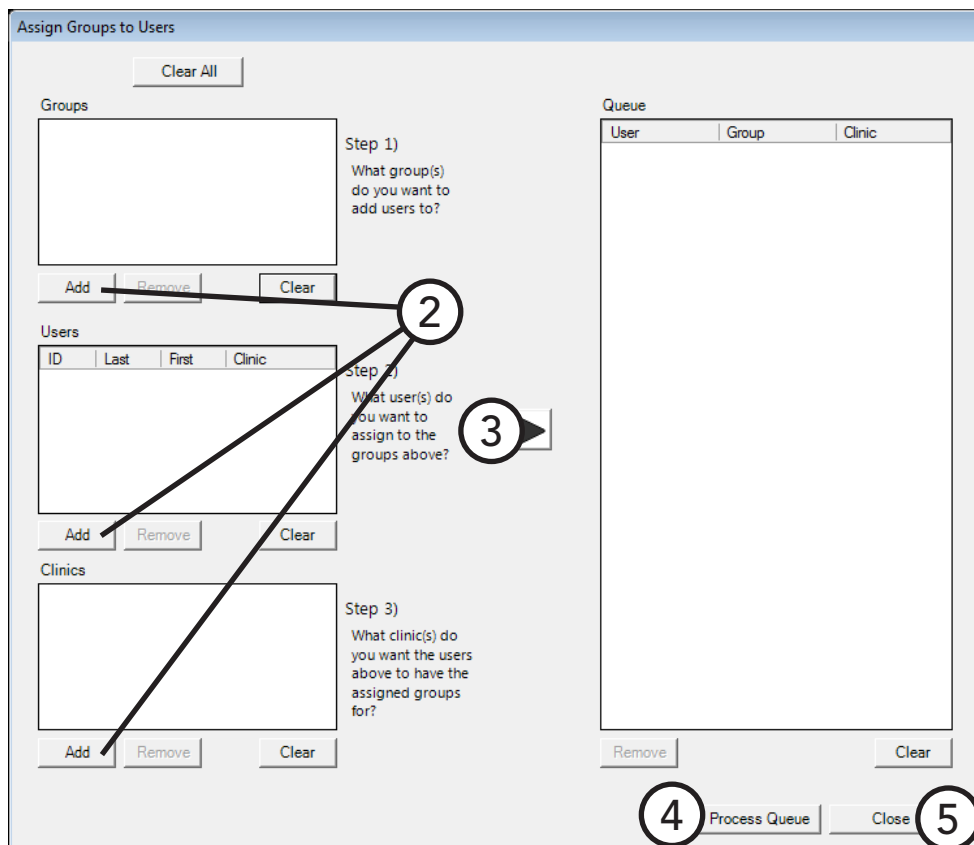 Assign Groups to Users
Clear All
Groups
Step 1)
What group(s)
do you want to
add users to?
Add Remove Clear
Users
ID Last First Clinic
Step 2)
What user(s) do
you want to
assign to the
groups above?
Add Remove Clear
Clinics
Step 3)
What clinic(s) do
you want the users
above to have the
assigned groups
for?
Add Remove Clear
2
3
Queue
User Group Clinic
Remove Clear
4 Process Queue Close 5